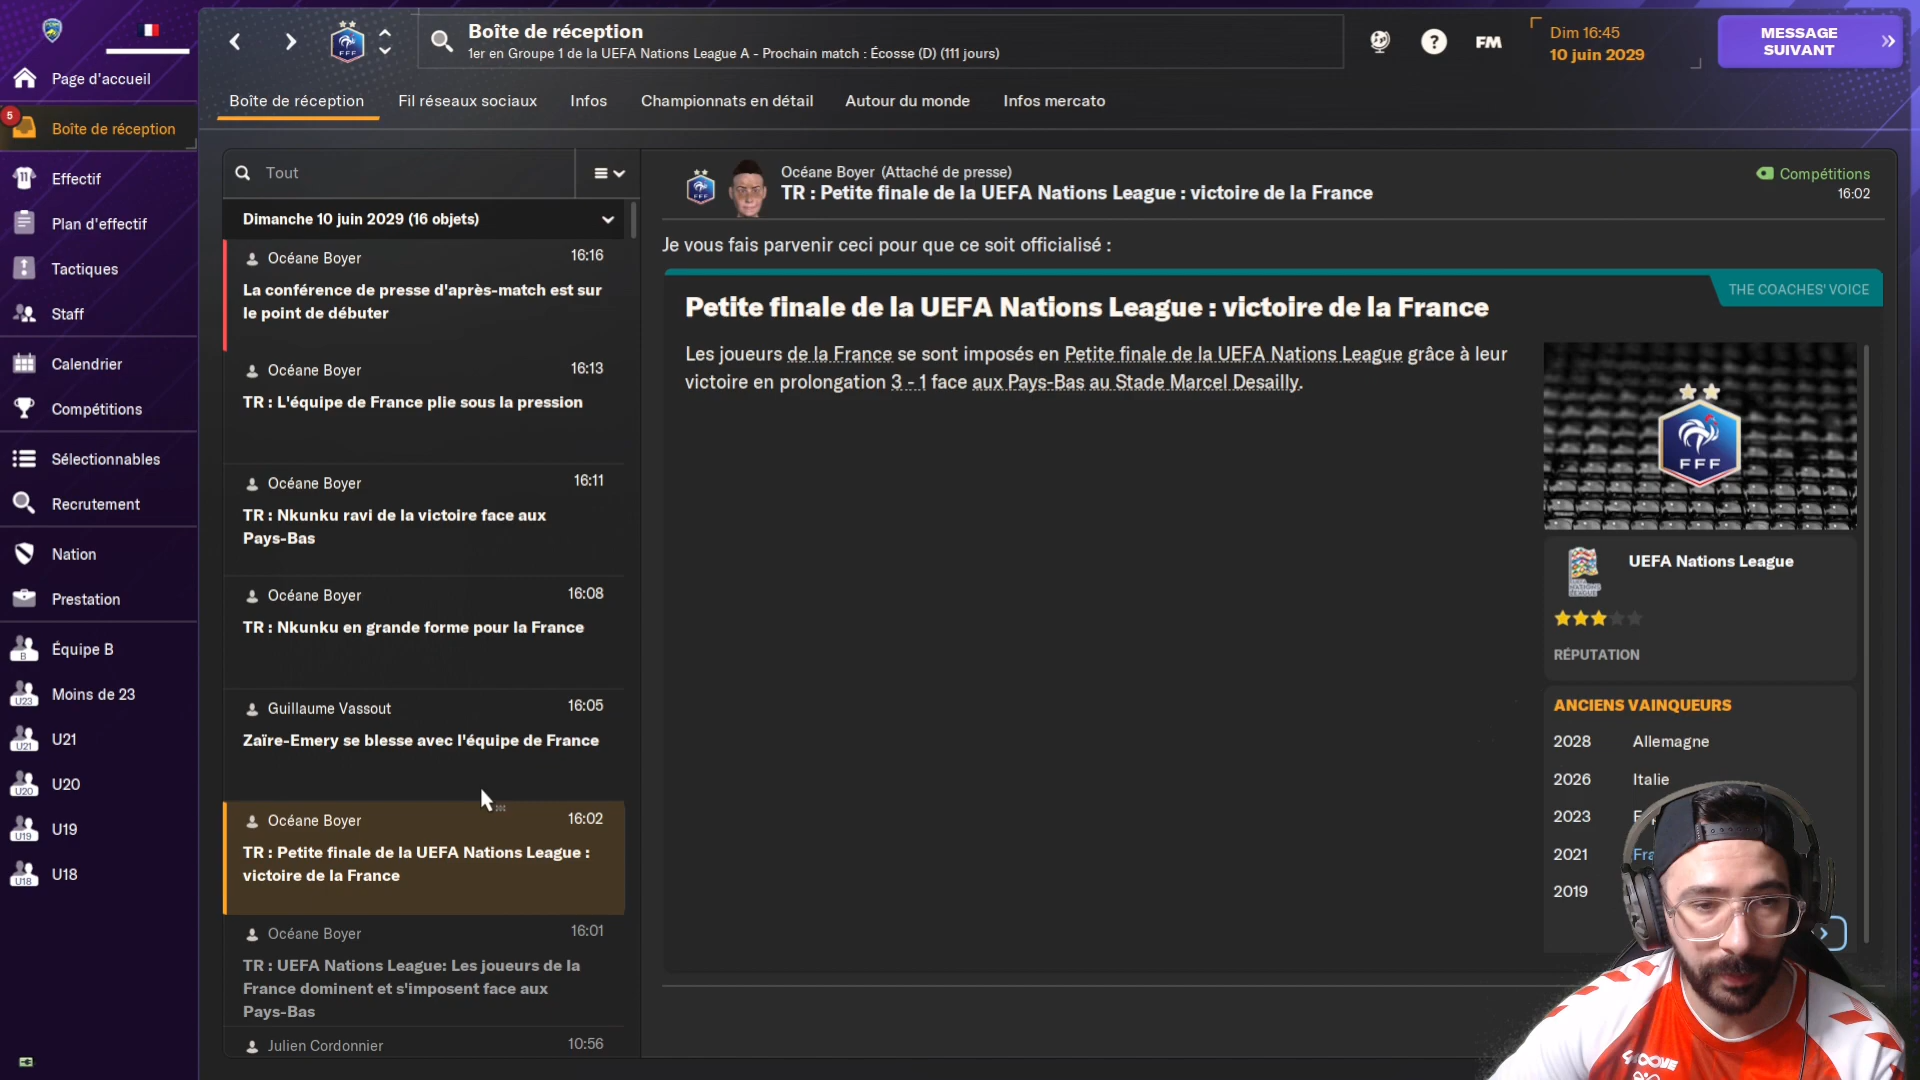 Page d'accueil
5
Boîte de réception
Effectif
Plan d'effectif
Tactiques
Staff
Calendrier
Compétitions
Sélectionnables
Recrutement
Nation
Prestation
Équipe B
Moins de 23
U21
U20
U19
U18
FFF
Boîte de réception
1er en Groupe 1 de la UEFA Nations League A - Prochain match : Écosse (D) (111 jours)
?
FM
Dim 16:45
10 juin 2029
MESSAGE
SUIVANT
Boîte de réception
Fil réseaux sociaux
Infos
Championnats en détail
Autour du monde
Infos mercato
Tout
Dimanche 10 juin 2029 (16 objets)
Océane Boyer 16:16
La conférence de presse d'après-match est sur
le point de débuter
Océane Boyer 16:13
TR : L'équipe de France plie sous la pression
Océane Boyer 16:11
TR : Nkunku ravi de la victoire face aux
Pays-Bas
Océane Boyer 16:08
TR : Nkunku en grande forme pour la France
Guillaume Vassout 16:05
Zaïre-Emery se blesse avec l'équipe de France
Océane Boyer 16:02
TR : Petite finale de la UEFA Nations League :
victoire de la France
Océane Boyer 16:01
TR : UEFA Nations League: Les joueurs de la
France dominent et s'imposent face aux
Pays-Bas
Julien Cordonnier 10:56
Océane Boyer (Attaché de presse)
TR : Petite finale de la UEFA Nations League : victoire de la France
Compétitions
16:02
Je vous fais parvenir ceci pour que ce soit officialisé :
THE COACHES' VOICE
Petite finale de la UEFA Nations League : victoire de la France
Les joueurs de la France se sont imposés en Petite finale de la UEFA Nations League grâce à leur
victoire en prolongation 3 - 1 face aux Pays-Bas au Stade Marcel Desailly.
FFF
UEFA Nations League
RÉPUTATION
ANCIENS VAINQUEURS
2028 Allemagne
2026 Italie
2023
2021 Fra
2019